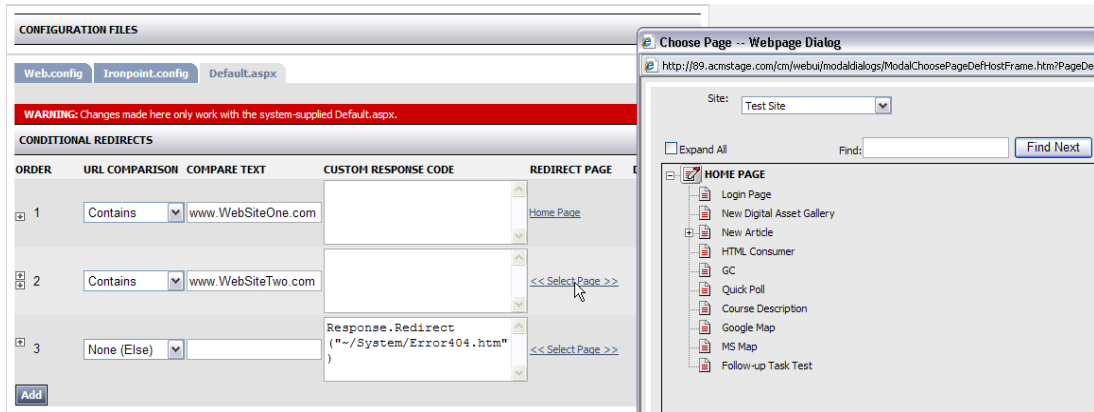 CONFIGURATION FILES
Web.config Ironpoint.config Default.aspx
WARNING: Changes made here only work with the system-supplied Default.aspx.
CONDITIONAL REDIRECTS
ORDER URL COMPARISON COMPARE TEXT CUSTOM RESPONSE CODE REDIRECT PAGE
1 Contains www.WebSiteOne.com Home Page
2 Contains www.WebSiteTwo.com << Select Page >>
3 None (Else) Response.Redirect
("~/System/Error404.htm"
) << Select Page >>
Add
Choose Page -- Webpage Dialog
http://89.acmstage.com/cm/webui/modaldialogs/ModalChoosePageDefHostFrame.htm?PageDe
Site: Test Site
Expand All Find: Find Next
HOME PAGE
Login Page
New Digital Asset Gallery
New Article
HTML Consumer
GC
Quick Poll
Course Description
Google Map
MS Map
Follow-up Task Test